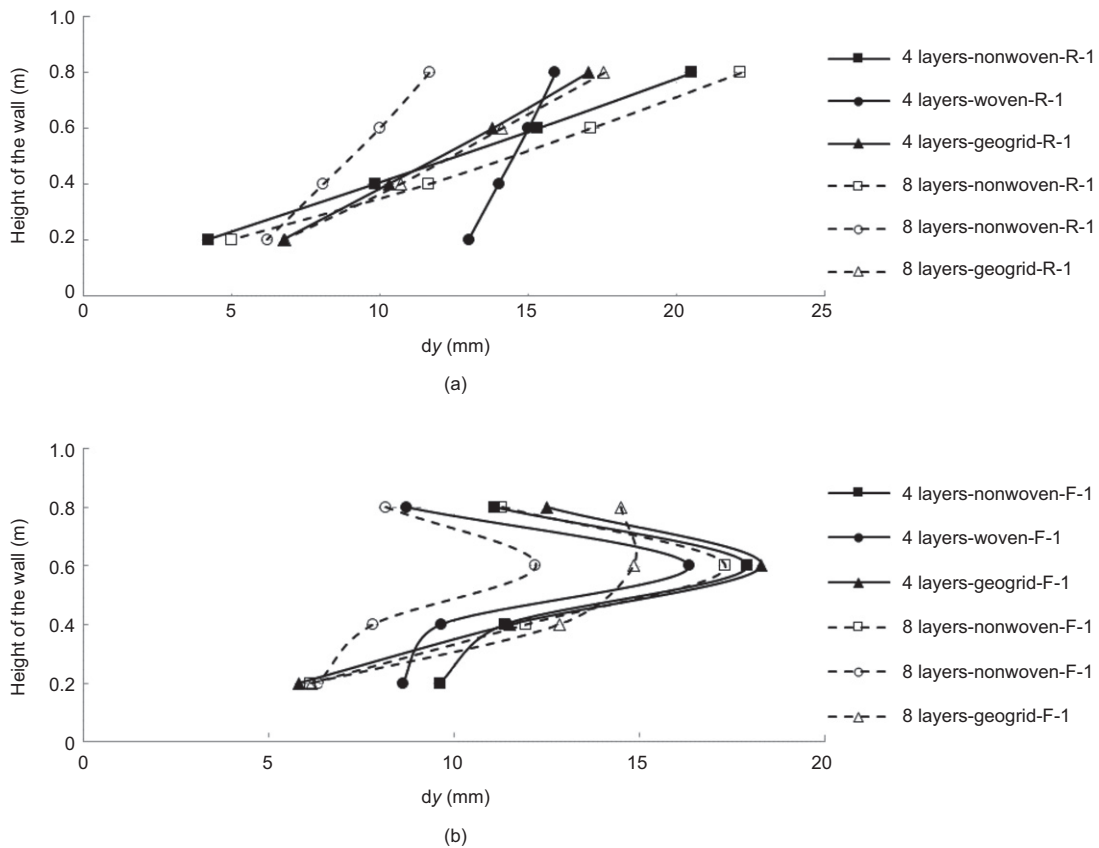 Height of the wall (m)
1.0
0.8
0.6
0.4
0.2
0
0
5
10
15
20
25
dy (mm)
4 layers-nonwoven-R-1
4 layers-woven-R-1
4 layers-geogrid-R-1
8 layers-nonwoven-R-1
8 layers-nonwoven-R-1
8 layers-geogrid-R-1
(a)
Height of the wall (m)
1.0
0.8
0.6
0.4
0.2
0
0
5
10
15
20
dy (mm)
4 layers-nonwoven-F-1
4 layers-woven-F-1
4 layers-geogrid-F-1
8 layers-nonwoven-F-1
8 layers-nonwoven-F-1
8 layers-geogrid-F-1
(b)